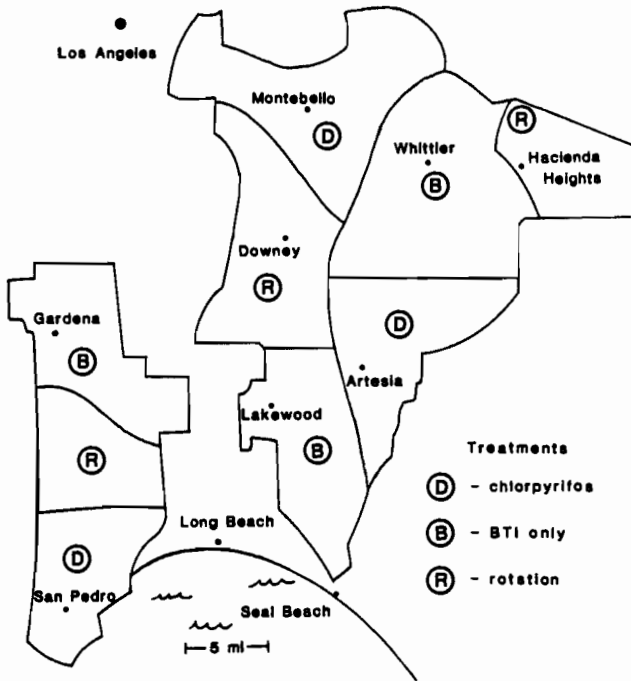 Los Angeles
Montebello
D
R
Whittler
B
Hacienda
Heights
Downey
R
Gardena
B
D
Artesia
Lakewood
B
R
Treatments
D - chlorpyrifos
B - BTI only
R - rotation
Long Beach
D
San Pedro
Seal Beach
5 mi